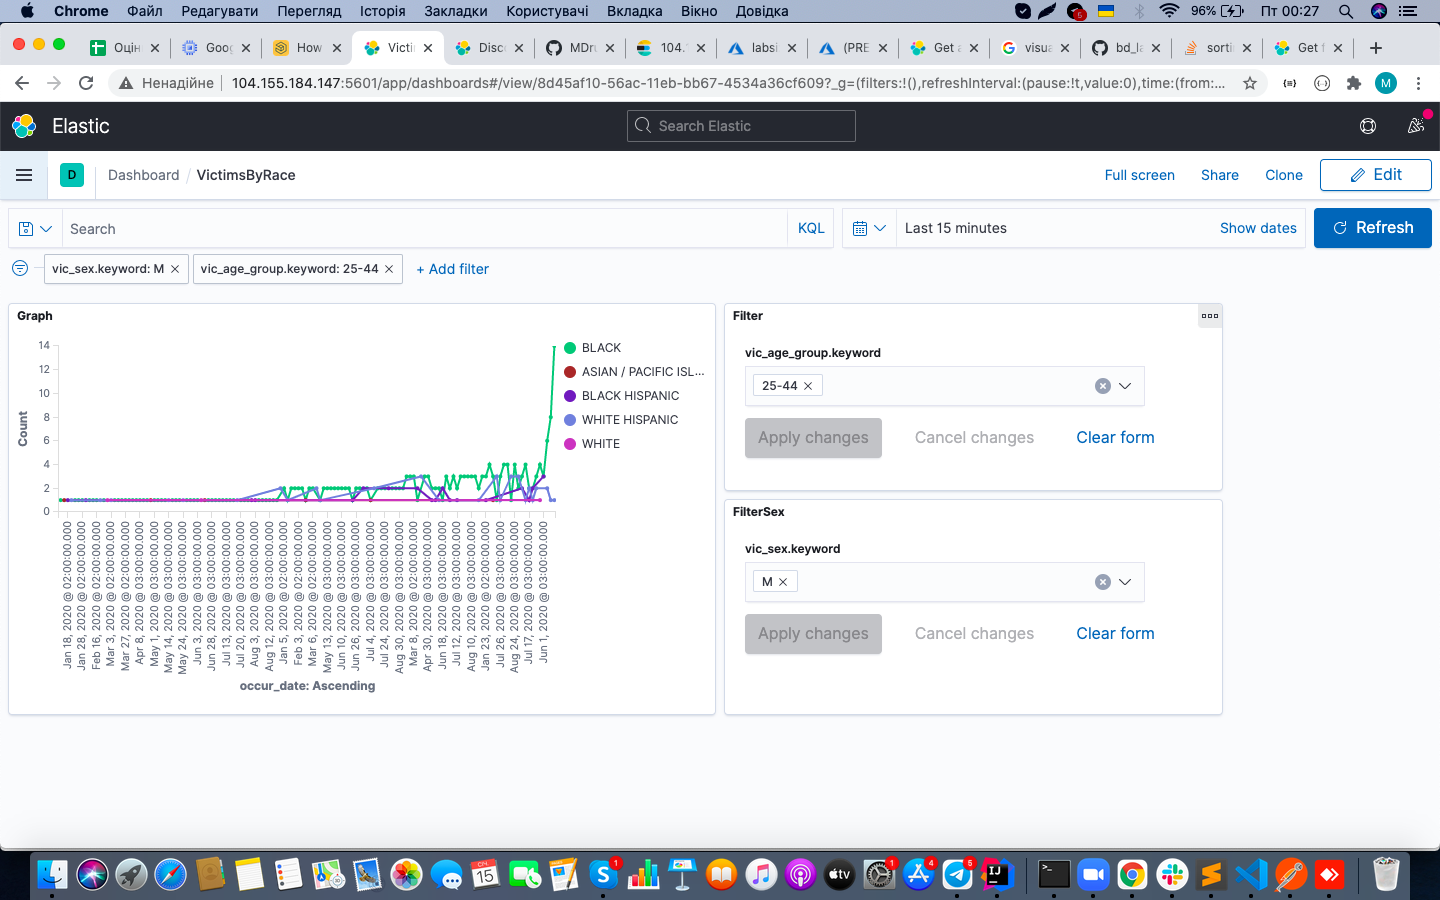 Chrome Файл Редагувати Перегляд Історія Закладки Користувачі Вкладка Вікно Довідка 96% Пт 00:27
Оцін Goog How Victi Disc MDru 104. labsi (PRE Get a visua bd_la sortin Get f
Ненадійне 104.155.184.147:5601/app/dashboards#/view/8d45af10-56ac-11eb-bb67-4534a36cf609?_g=(filters:!(),refreshInterval:(pause:!t,value:0),time:(from:... M
Elastic Search Elastic
D Dashboard / VictimsByRace Full screen Share Clone Edit
Search KQL Last 15 minutes Show dates Refresh
vic_sex.keyword: M vic_age_group.keyword: 25-44 + Add filter
Graph
14
12
10
8
6
4
2
0
Count
BLACK
ASIAN / PACIFIC ISL...
BLACK HISPANIC
WHITE HISPANIC
WHITE
Jan 18, 2020 @ 02:00:00.000
Jan 28, 2020 @ 02:00:00.000
Feb 16, 2020 @ 02:00:00.000
Mar 3, 2020 @ 02:00:00.000
Mar 27, 2020 @ 02:00:00.000
Apr 8, 2020 @ 03:00:00.000
May 1, 2020 @ 03:00:00.000
May 14, 2020 @ 03:00:00.000
May 24, 2020 @ 03:00:00.000
Jun 3, 2020 @ 03:00:00.000
Jun 28, 2020 @ 03:00:00.000
Jul 13, 2020 @ 03:00:00.000
Jul 20, 2020 @ 03:00:00.000
Aug 3, 2020 @ 03:00:00.000
Aug 12, 2020 @ 03:00:00.000
Jan 5, 2020 @ 02:00:00.000
Feb 3, 2020 @ 02:00:00.000
Mar 6, 2020 @ 02:00:00.000
May 13, 2020 @ 03:00:00.000
Jun 10, 2020 @ 03:00:00.000
Jun 26, 2020 @ 03:00:00.000
Jul 4, 2020 @ 03:00:00.000
Jul 24, 2020 @ 03:00:00.000
Aug 30, 2020 @ 03:00:00.000
Mar 8, 2020 @ 02:00:00.000
Apr 30, 2020 @ 03:00:00.000
Jun 18, 2020 @ 03:00:00.000
Jul 12, 2020 @ 03:00:00.000
Aug 10, 2020 @ 03:00:00.000
Jan 23, 2020 @ 02:00:00.000
Jul 26, 2020 @ 03:00:00.000
Aug 24, 2020 @ 03:00:00.000
Jul 17, 2020 @ 03:00:00.000
Jun 1, 2020 @ 03:00:00.000
occur_date: Ascending
Filter
vic_age_group.keyword
25-44
Apply changes Cancel changes Clear form
FilterSex
vic_sex.keyword
M
Apply changes Cancel changes Clear form
СІЧ.
15
1
tv
1
4
5
IJ